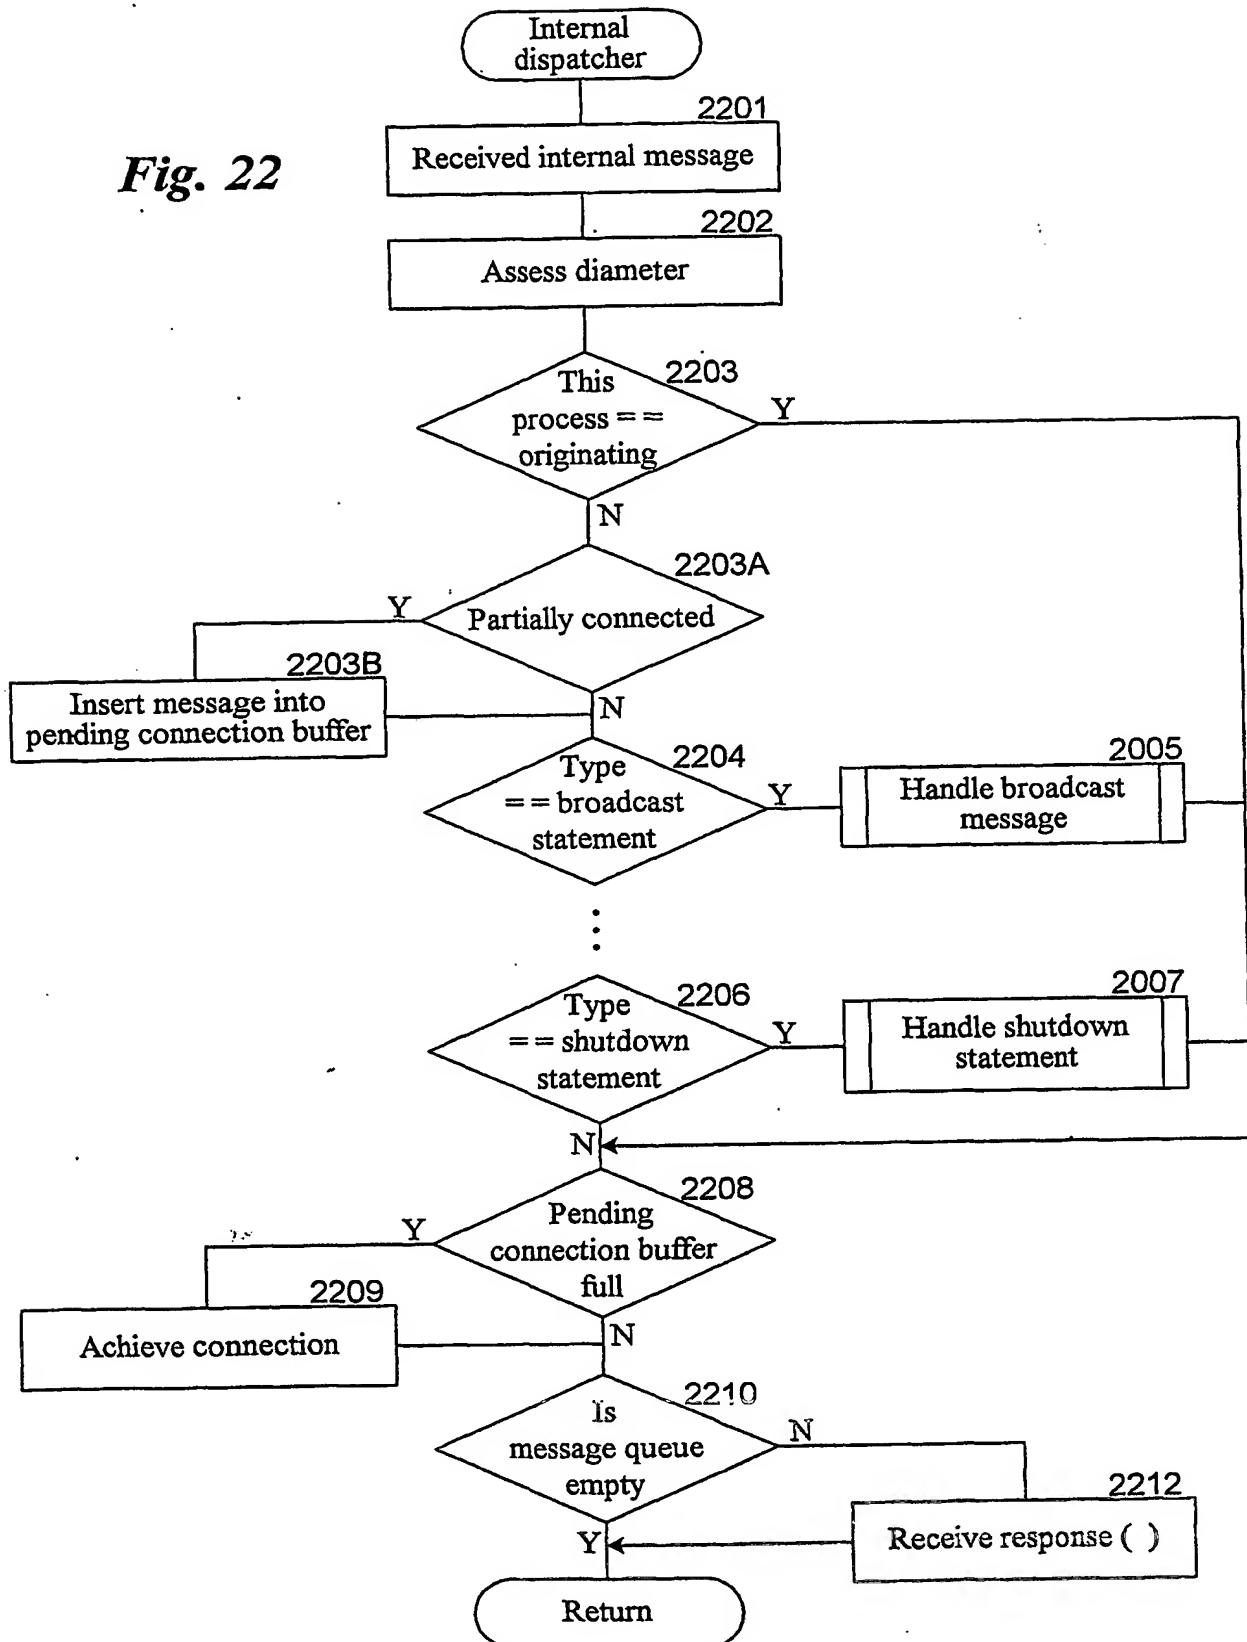 Internal
dispatcher
2201
Received internal message
Fig. 22
2202
Assess diameter
2203
This
process = =
originating
Y
N
2203A
Partially connected
Y
2203B
Insert message into
pending connection buffer
N
2204
Type
= = broadcast
statement
Y
2005
Handle broadcast
message
2206
Type
= = shutdown
statement
Y
2007
Handle shutdown
statement
N
2208
Pending
connection buffer
full
Y
2209
Achieve connection
N
2210
Is
message queue
empty
N
2212
Receive response ( )
Y
Return